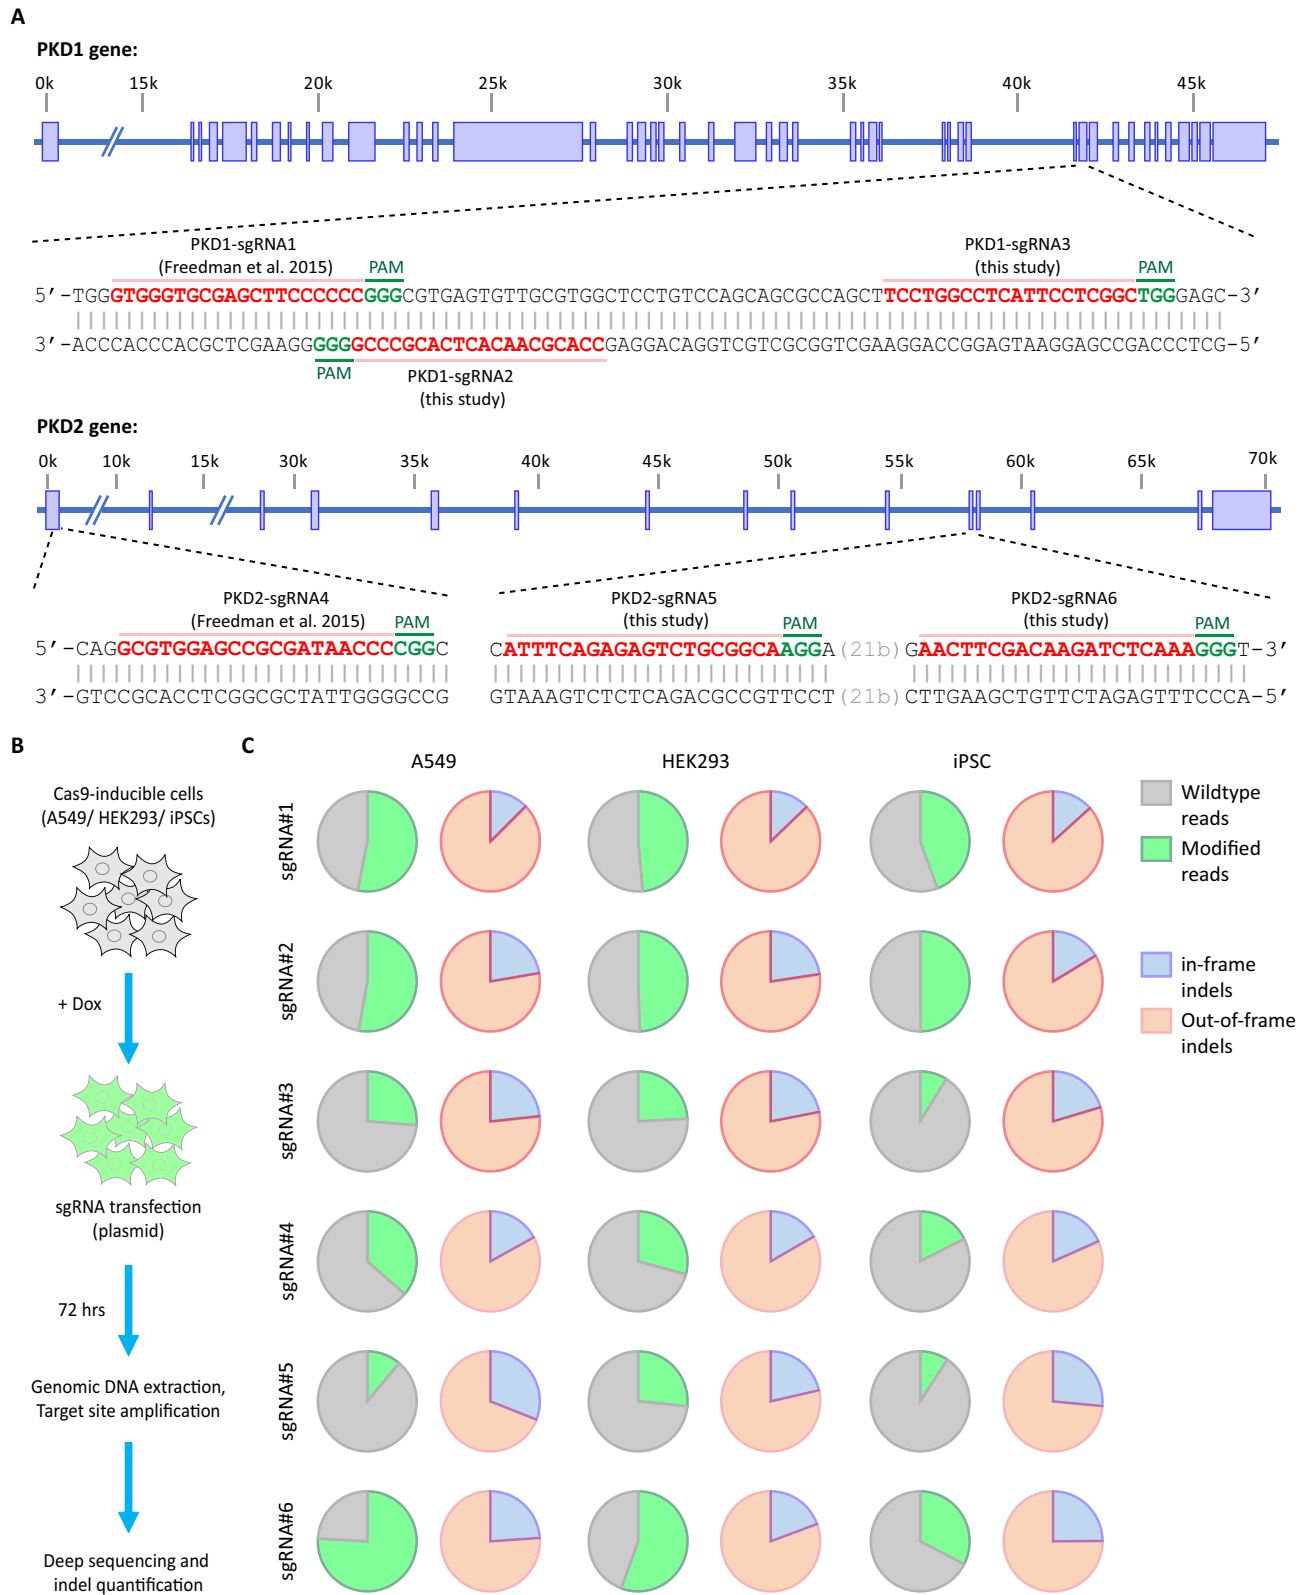 A
PKD1 gene:
0k 15k 20k 25k 30k 35k 40k 45k
PKD1-sgRNA1
(Freedman et al. 2015)
PAM
PKD1-sgRNA3
(this study)
PAM
5’-TGGGTGGGTGCGAGCTTCCCCCCGGGCGTGAGTGTTGCGTGGCTCCTGTCCAGCAGCGCCAGCTTCCTGGCCTCATTCCTCGGCTGGGAGC-3’
3’-ACCCACCCACGCTCGAAGGGGGGGCCCGCACTCACAACGCACCGAGGACAGGTCGTCGCGGTCGAAGGACCGGAGTAAGGAGCCGACCCTCG-5’
PAM
PKD1-sgRNA2
(this study)
PKD2 gene:
0k 10k 15k 30k 35k 40k 45k 50k 55k 60k 65k 70k
PKD2-sgRNA4
(Freedman et al. 2015)
PAM
PKD2-sgRNA5
(this study)
PAM
PKD2-sgRNA6
(this study)
PAM
5’-CAGGCGTGGAGCCGCGATAACCCCGGC CATTTCAGAGAGTCTGCGGCAAGGA(21b)GAACTTCGACAAGATCTCAAAGGGT-3’
3’-GTCCGCACCTCGGCGCTATTGGGGCCG GTAAAGTCTCTCAGACGCCGTTCCT(21b)CTTGAAGCTGTTCTAGAGTTTCCCA-5’
B
Cas9-inducible cells
(A549/ HEK293/ iPSCs)
+ Dox
sgRNA transfection
(plasmid)
72 hrs
Genomic DNA extraction,
Target site amplification
Deep sequencing and
indel quantification
C
A549 HEK293 iPSC
sgRNA#1
sgRNA#2
sgRNA#3
sgRNA#4
sgRNA#5
sgRNA#6
Wildtype
reads
Modified
reads
in-frame
indels
Out-of-frame
indels